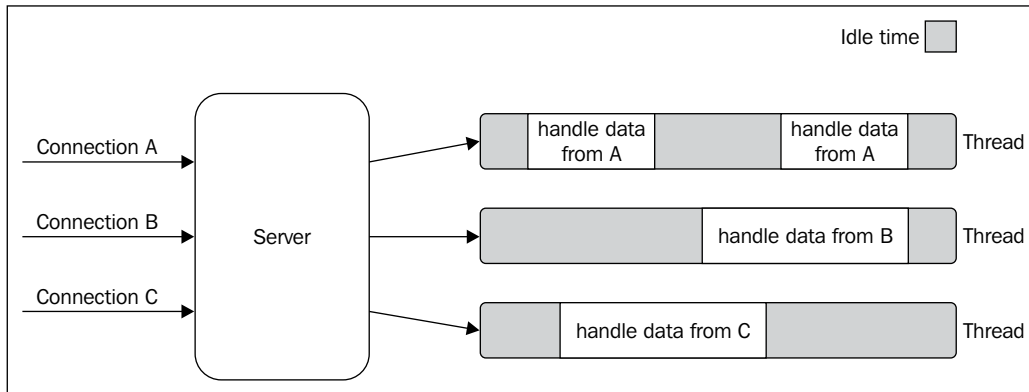 Idle time
Connection A
Connection B
Connection C
Server
handle data
from A
handle data
from A
Thread
handle data from B
Thread
handle data from C
Thread